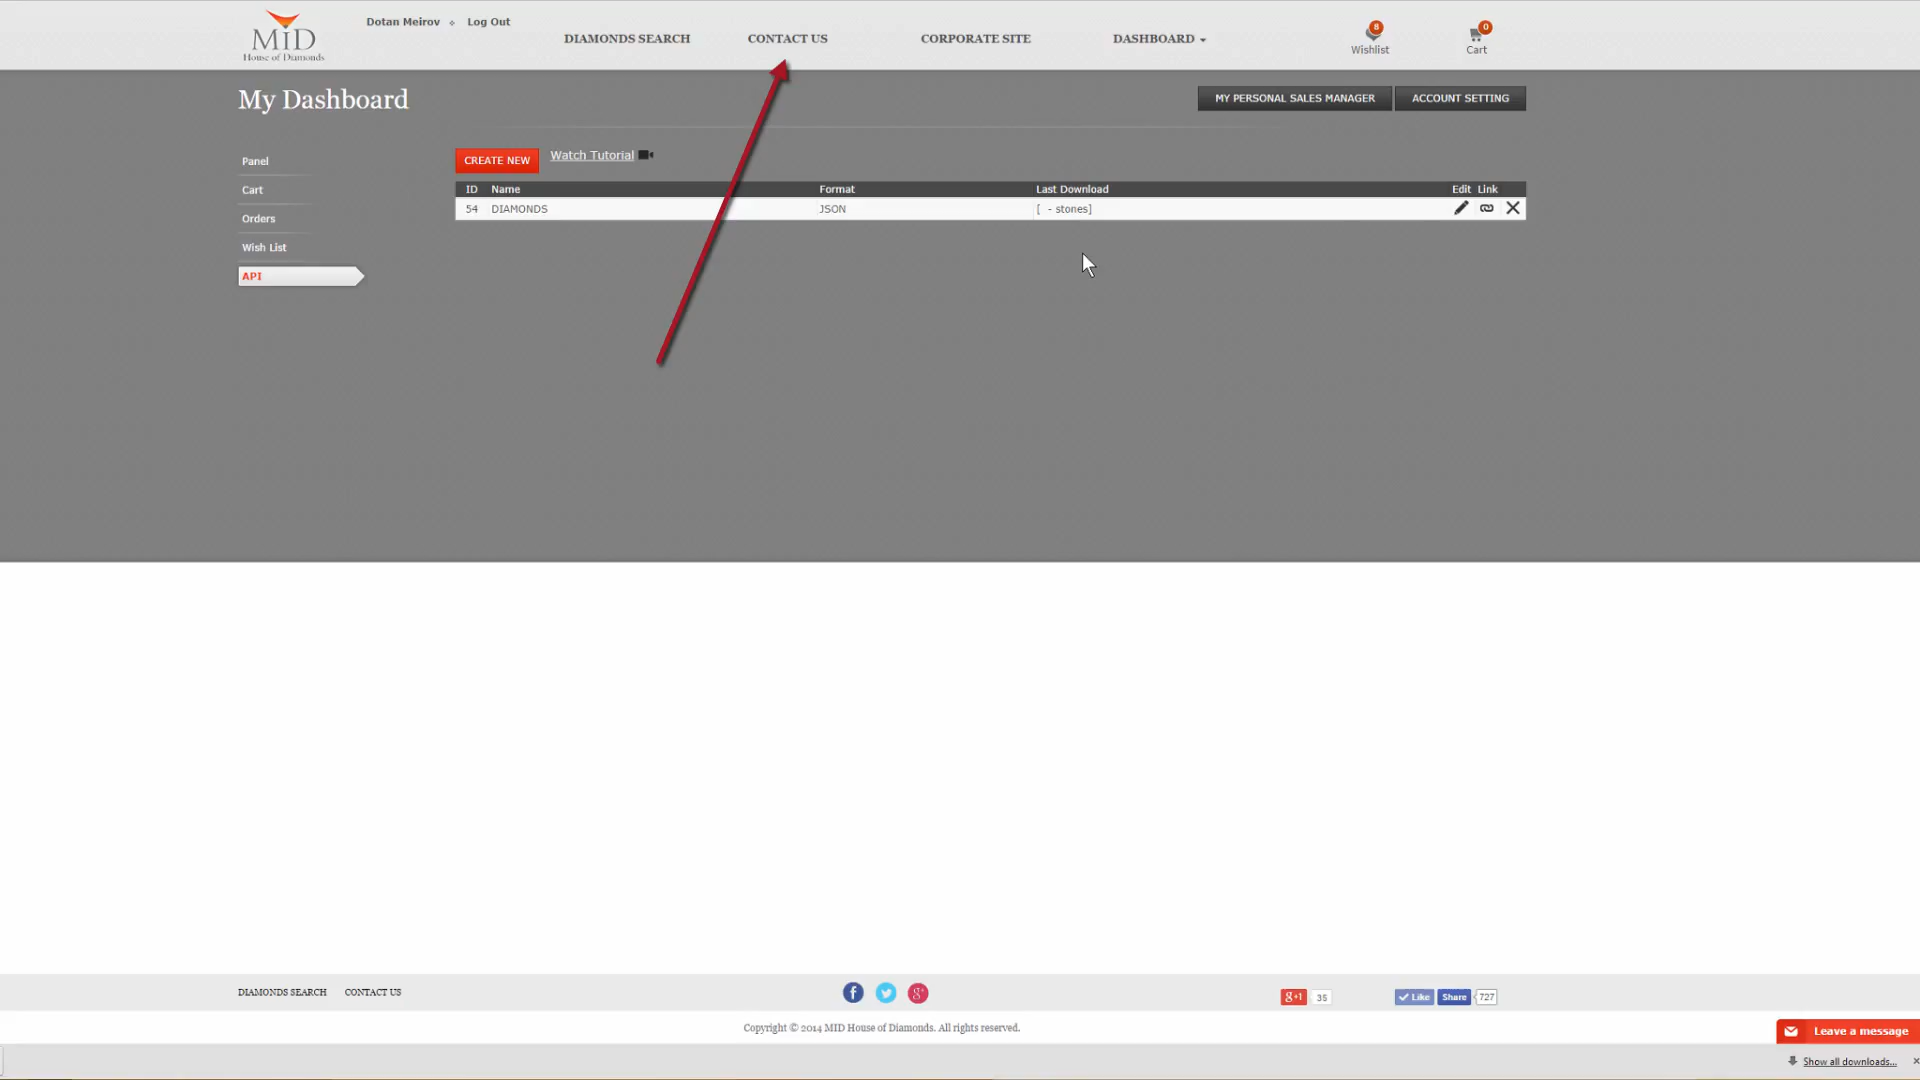 Dotan Meirov Log Out
MiD
House of Diamonds
DIAMONDS SEARCH CONTACT US CORPORATE SITE DASHBOARD
8
Wishlist
0
Cart
My Dashboard
MY PERSONAL SALES MANAGER ACCOUNT SETTING
Panel
Cart
Orders
Wish List
API
CREATE NEW Watch Tutorial
ID Name Format Last Download Edit Link
54 DIAMONDS JSON [ - stones]
DIAMONDS SEARCH CONTACT US
f g+
g+1 35 Like Share 727
Copyright © 2014 MID House of Diamonds. All rights reserved.
Leave a message
Show all downloads...